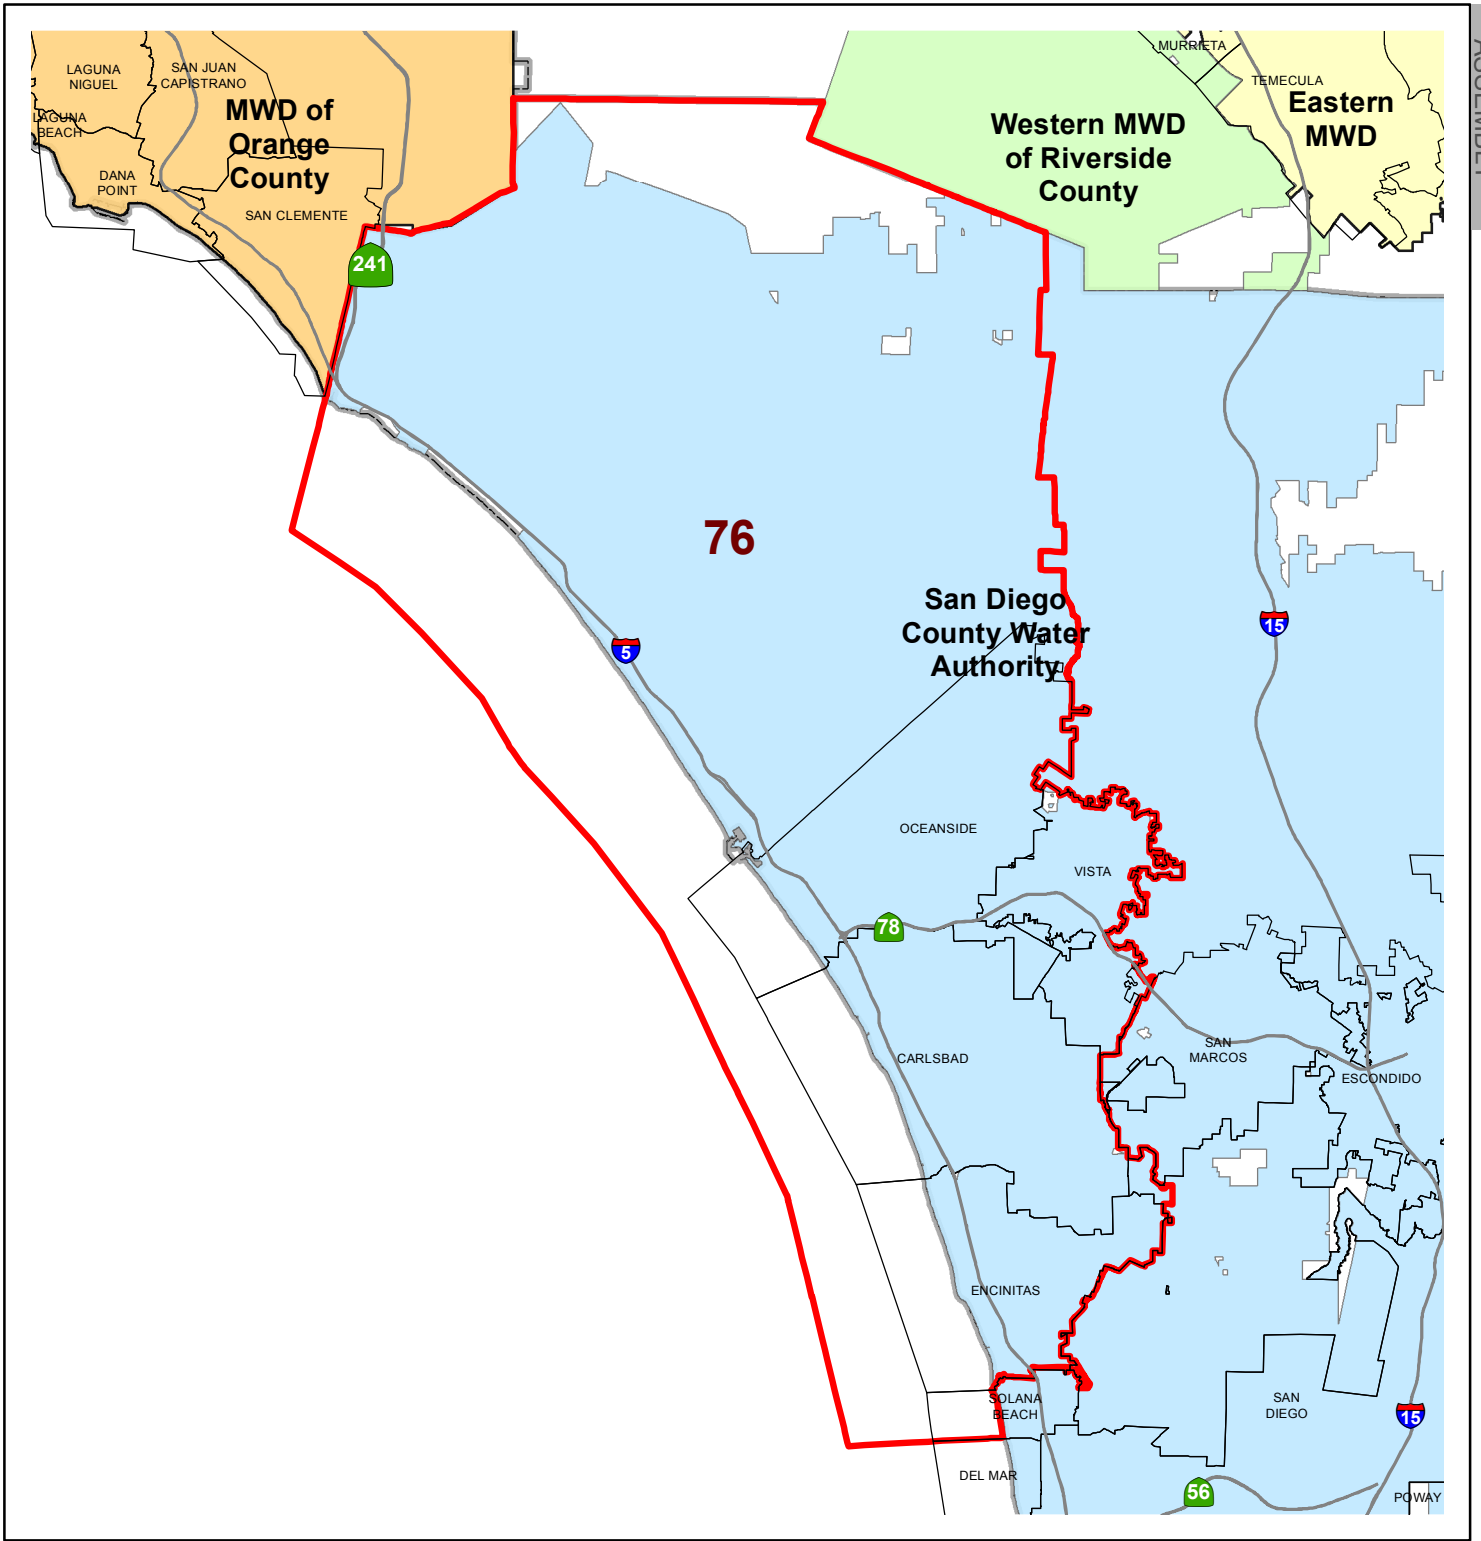 ASSEMBLY
MURRIETA
LAGUNA
NIGUEL
SAN JUAN
CAPISTRANO
TEMECULA
Eastern
MWD
MWD of
Orange
County
LAGUNA
BEACH
Western MWD
of Riverside
County
DANA
POINT
SAN CLEMENTE
241
76
San Diego
County Water
Authority
15
5
OCEANSIDE
VISTA
78
CARLSBAD
SAN
MARCOS
ESCONDIDO
ENCINITAS
SOLANA
BEACH
SAN
DIEGO
15
DEL MAR
56
POWAY